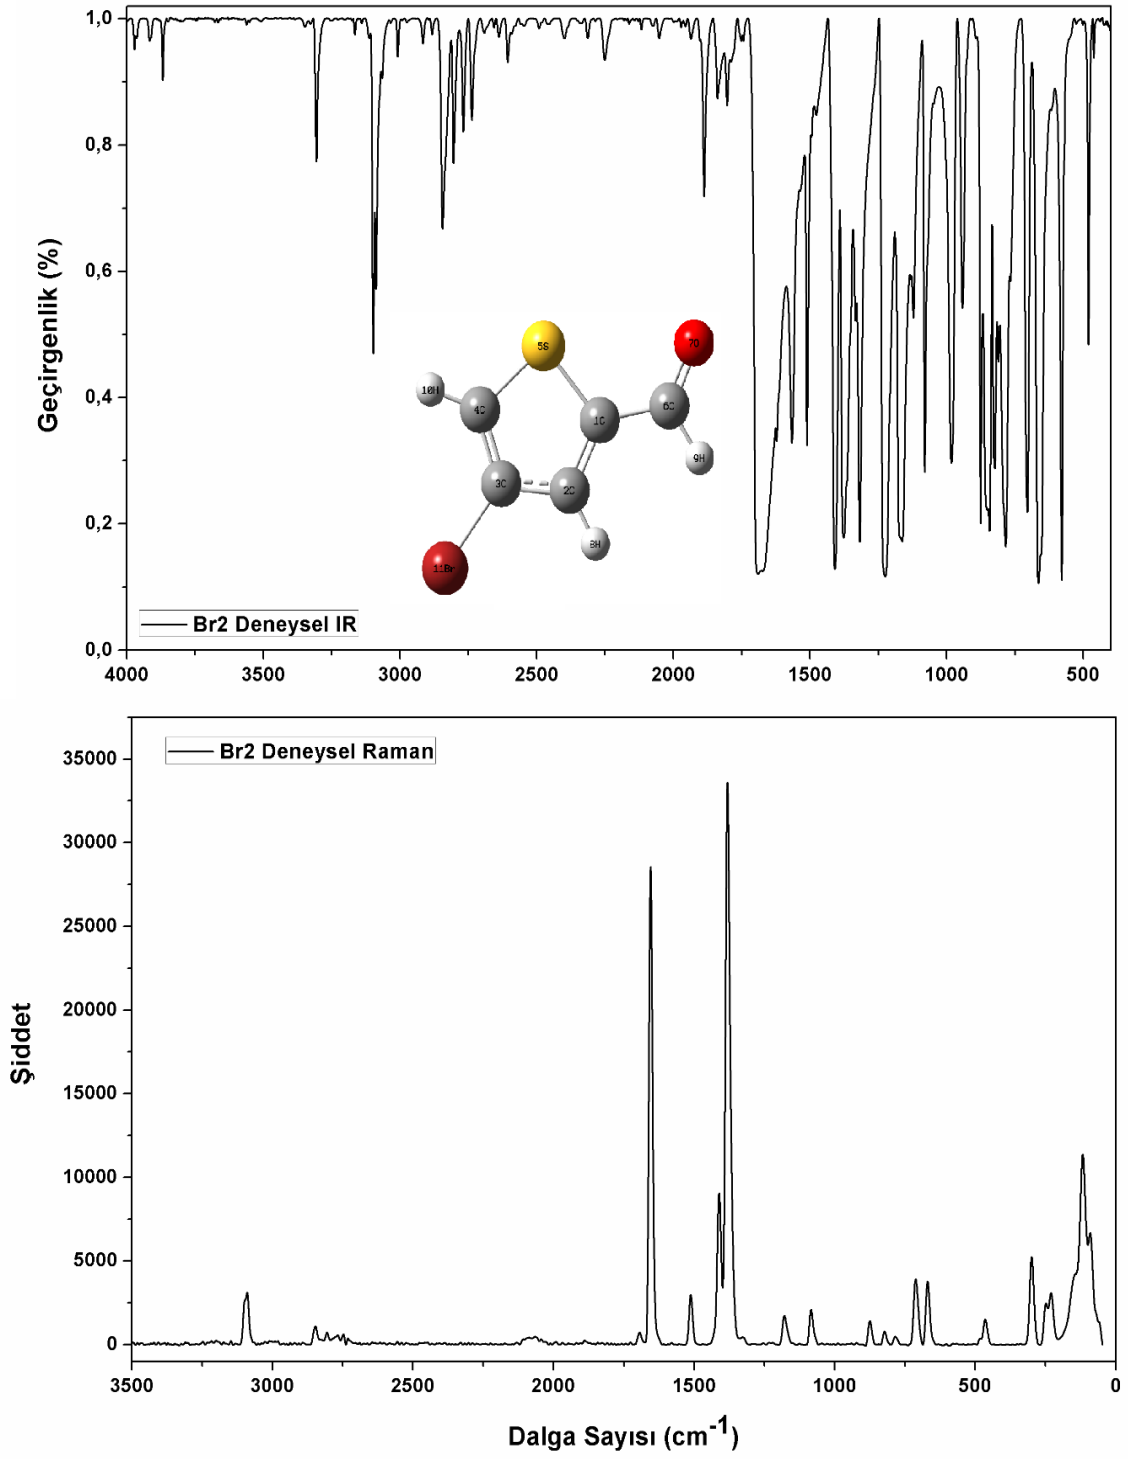 1,0
0,8
0,6
0,4
0,2
0,0
Geçirgenlik (%)
5S
7O
10H
4C
1C
6C
9H
3C
2C
8H
11Br
Br2 Deneysel IR
4000 3500 3000 2500 2000 1500 1000 500
Br2 Deneysel Raman
35000
30000
25000
20000
15000
10000
5000
0
Şiddet
3500 3000 2500 2000 1500 1000 500 0
Dalga Sayısı (cm⁻¹)